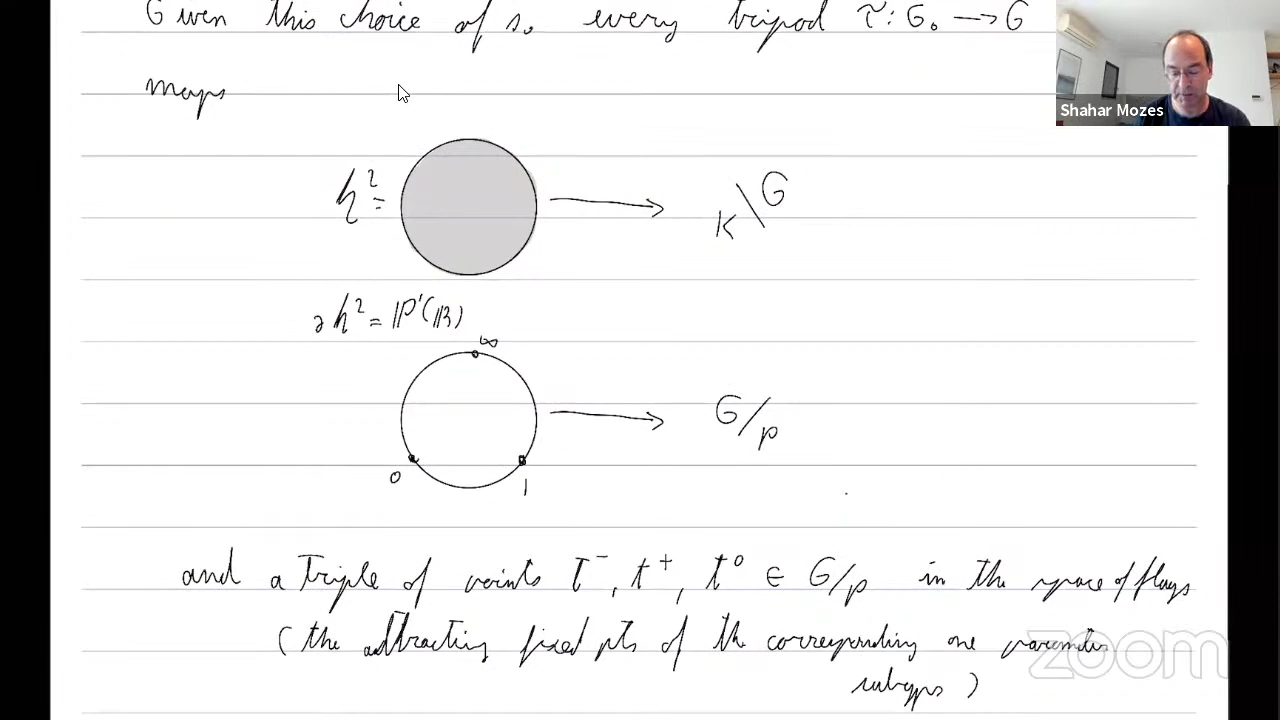 Given this choice of s₀ every tripod τ: G₀ → G
Shahar Mozes
maps
h² = → K\G
∂h² = P¹(R)
∞
→ G/P
0 1
and a triple of points τ⁻, τ⁺, τ⁰ ∈ G/P in the space of flags
(the attracting fixed pts of the corresponding one parameter
zoom
subgps)